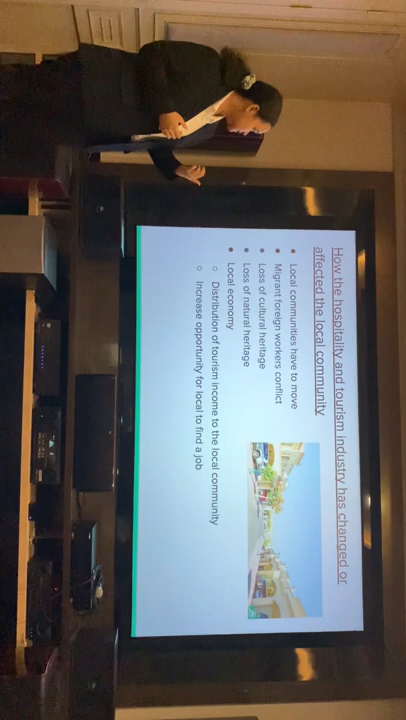 How the hospitality and tourism industry has changed or
affected the local community
● Local communities have to move
● Migrant foreign workers conflict
● Loss of cultural heritage
● Loss of natural heritage
● Local economy
○ Distribution of tourism income to the local community
○ Increase opportunity for local to find a job